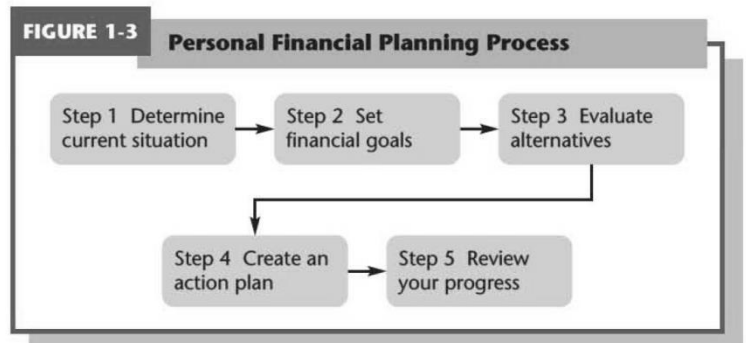 FIGURE 1-3
Personal Financial Planning Process
Step 1 Determine
current situation
Step 2 Set
financial goals
Step 3 Evaluate
alternatives
Step 4 Create an
action plan
Step 5 Review
your progress